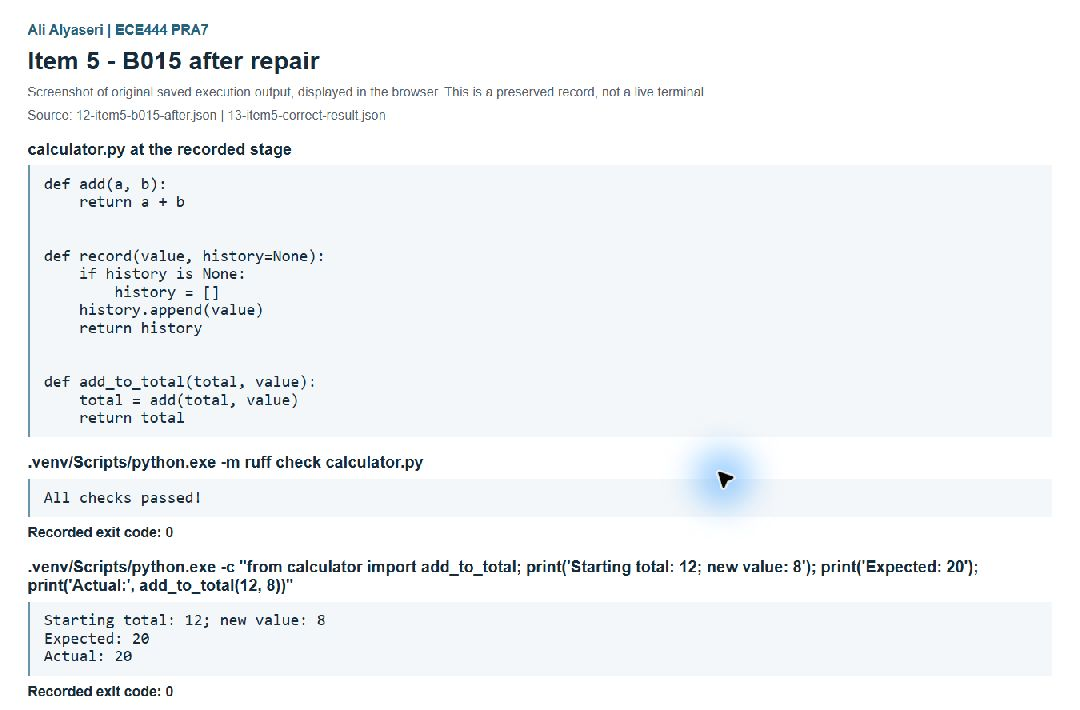 Ali Alyaseri | ECE444 PRA7
Item 5 - B015 after repair
Screenshot of original saved execution output, displayed in the browser. This is a preserved record, not a live terminal
Source: 12-item5-b015-after.json | 13-item5-correct-result.json
calculator.py at the recorded stage
def add(a, b):
    return a + b
def record(value, history=None):
    if history is None:
        history = []
    history.append(value)
    return history
def add_to_total(total, value):
    total = add(total, value)
    return total
.venv/Scripts/python.exe -m ruff check calculator.py
All checks passed!
Recorded exit code: 0
.venv/Scripts/python.exe -c "from calculator import add_to_total; print('Starting total: 12; new value: 8'); print('Expected: 20');
print('Actual:', add_to_total(12, 8))"
Starting total: 12; new value: 8
Expected: 20
Actual: 20
Recorded exit code: 0